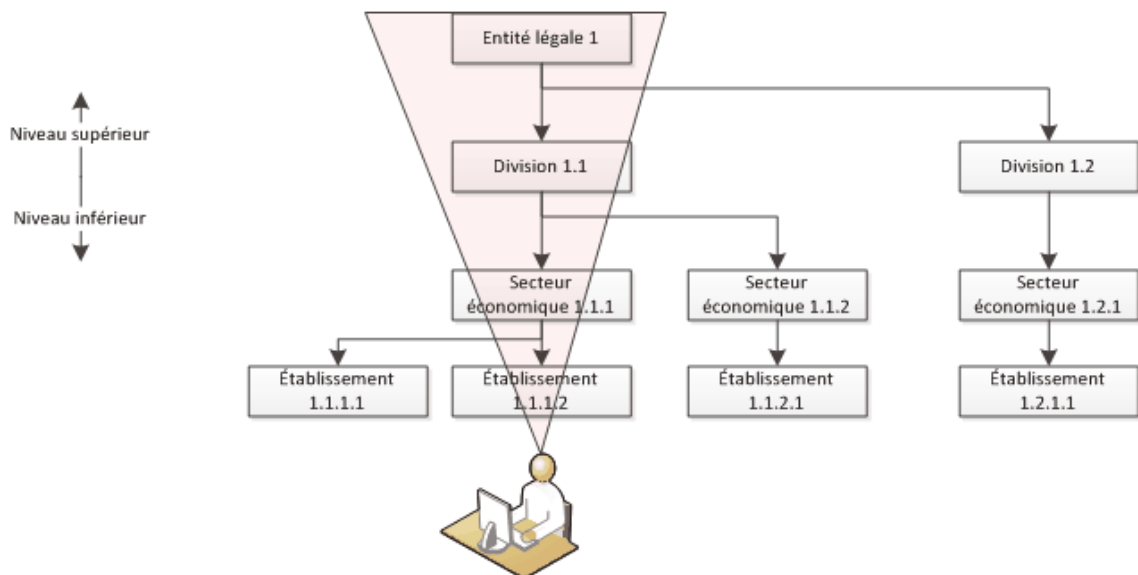 Entité légale 1
Niveau supérieur
Niveau inférieur
Division 1.1
Division 1.2
Secteur
économique 1.1.1
Secteur
économique 1.1.2
Secteur
économique 1.2.1
Établissement
1.1.1.1
Établissement
1.1.1.2
Établissement
1.1.2.1
Établissement
1.2.1.1